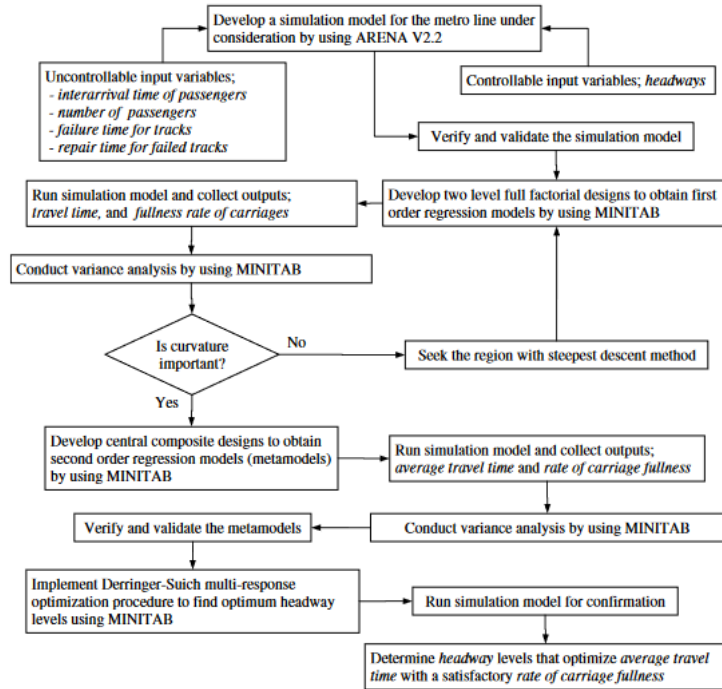 Develop a simulation model for the metro line under
consideration by using ARENA V2.2
Uncontrollable input variables;
- interarrival time of passengers
- number of passengers
- failure time for tracks
- repair time for failed tracks
Controllable input variables; headways
Verify and validate the simulation model
Run simulation model and collect outputs;
travel time, and fullness rate of carriages
Develop two level full factorial designs to obtain first
order regression models by using MINITAB
Conduct variance analysis by using MINITAB
Is curvature
important?
No
Seek the region with steepest descent method
Yes
Develop central composite designs to obtain
second order regression models (metamodels)
by using MINITAB
Run simulation model and collect outputs;
average travel time and rate of carriage fullness
Verify and validate the metamodels
Conduct variance analysis by using MINITAB
Implement Derringer-Suich multi-response
optimization procedure to find optimum headway
levels using MINITAB
Run simulation model for confirmation
Determine headway levels that optimize average travel
time with a satisfactory rate of carriage fullness